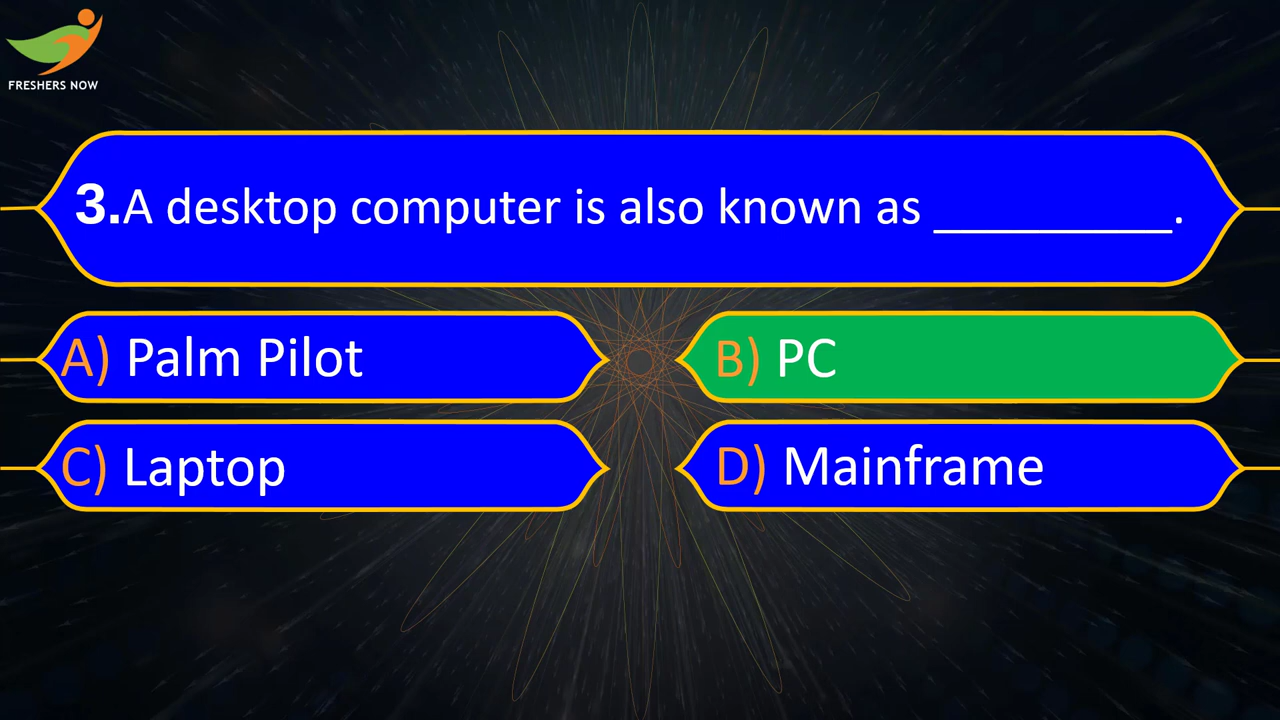 FRESHERS NOW
3.A desktop computer is also known as __________.
A) Palm Pilot
B) PC
C) Laptop
D) Mainframe